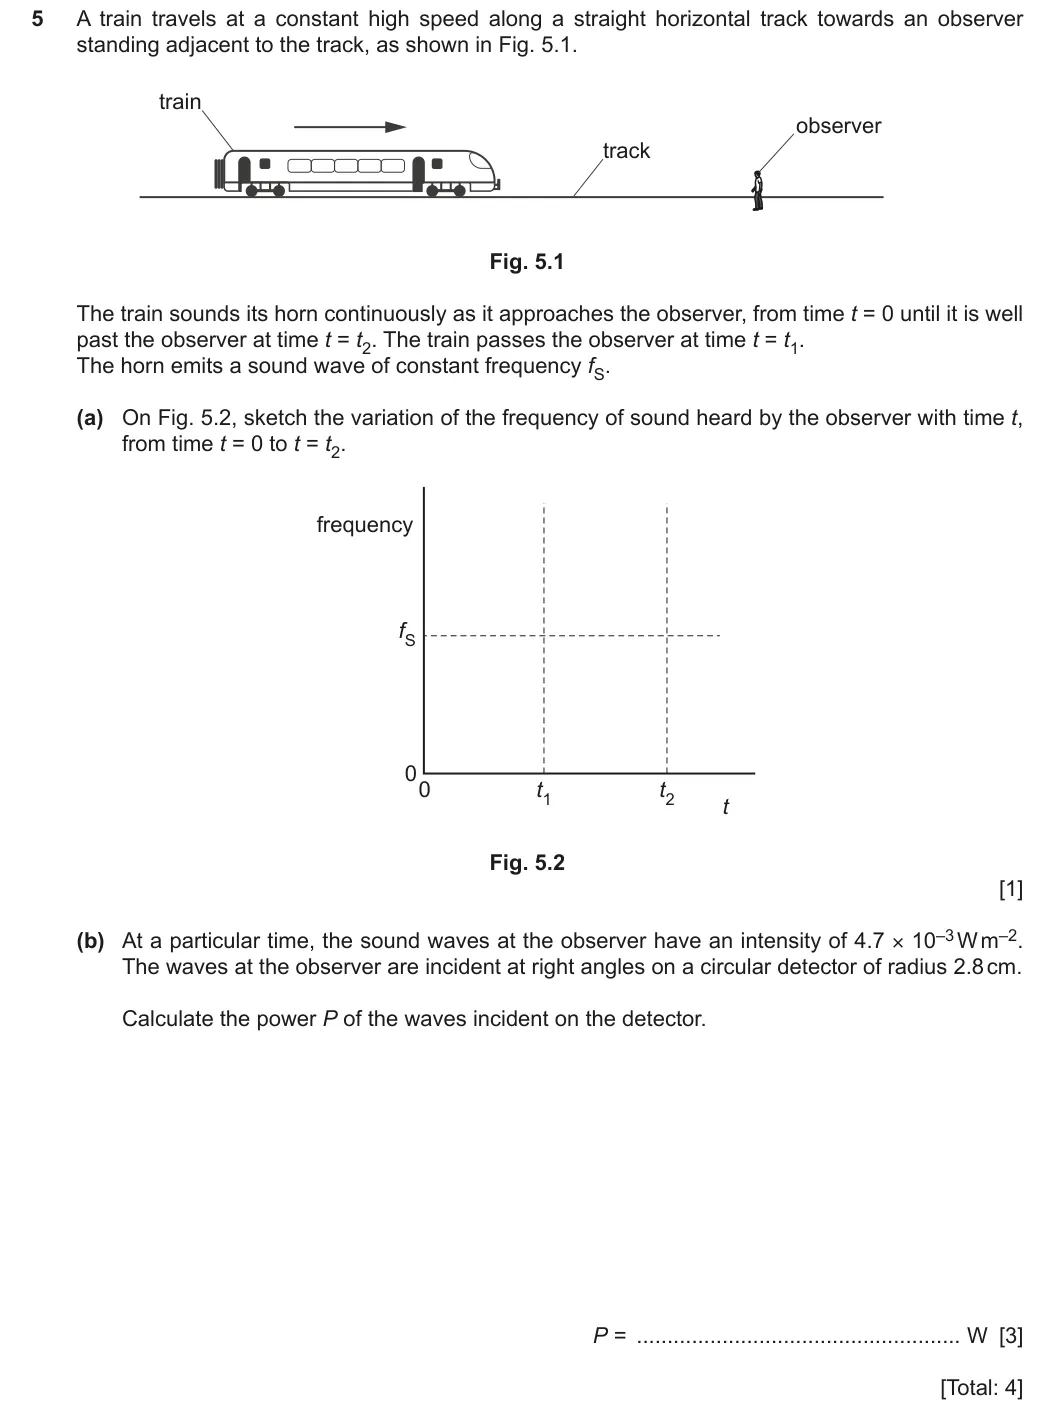 5 A train travels at a constant high speed along a straight horizontal track towards an observer
standing adjacent to the track, as shown in Fig. 5.1.
train
observer
track
Fig. 5.1
The train sounds its horn continuously as it approaches the observer, from time t = 0 until it is well
past the observer at time t = t₂. The train passes the observer at time t = t₁.
The horn emits a sound wave of constant frequency fₛ.
(a) On Fig. 5.2, sketch the variation of the frequency of sound heard by the observer with time t,
from time t = 0 to t = t₂.
frequency
fₛ
0
0 t₁ t₂ t
Fig. 5.2
[1]
(b) At a particular time, the sound waves at the observer have an intensity of 4.7 × 10⁻³ W m⁻².
The waves at the observer are incident at right angles on a circular detector of radius 2.8 cm.
Calculate the power P of the waves incident on the detector.
P = ..................................................... W [3]
[Total: 4]